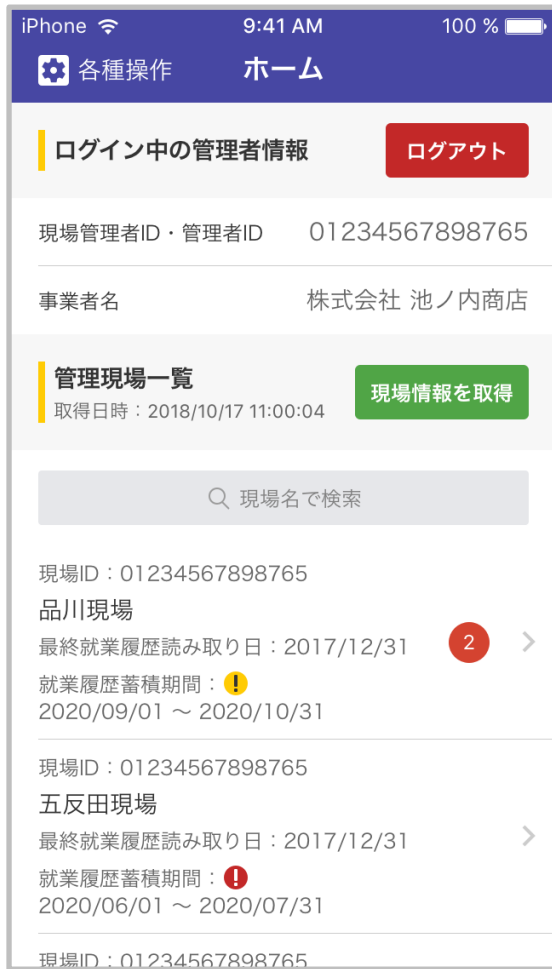 iPhone 9:41 AM 100 %
各種操作 ホーム
ログイン中の管理者情報 ログアウト
現場管理者ID・管理者ID 01234567898765
事業者名 株式会社 池ノ内商店
管理現場一覧
取得日時：2018/10/17 11:00:04
現場情報を取得
現場名で検索
現場ID：01234567898765
品川現場
最終就業履歴読み取り日：2017/12/31 2
就業履歴蓄積期間：!
2020/09/01 ～ 2020/10/31
現場ID：01234567898765
五反田現場
最終就業履歴読み取り日：2017/12/31
就業履歴蓄積期間：!
2020/06/01 ～ 2020/07/31
現場ID：01234567898765